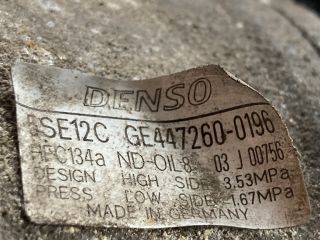 DENSO
5SE12C GE447260-0196
HFC134a ND-OIL8 03 J 00756
DESIGN HIGH SIDE 3.53MPa
PRESS LOW SIDE 1.67MPa
MADE IN GERMANY